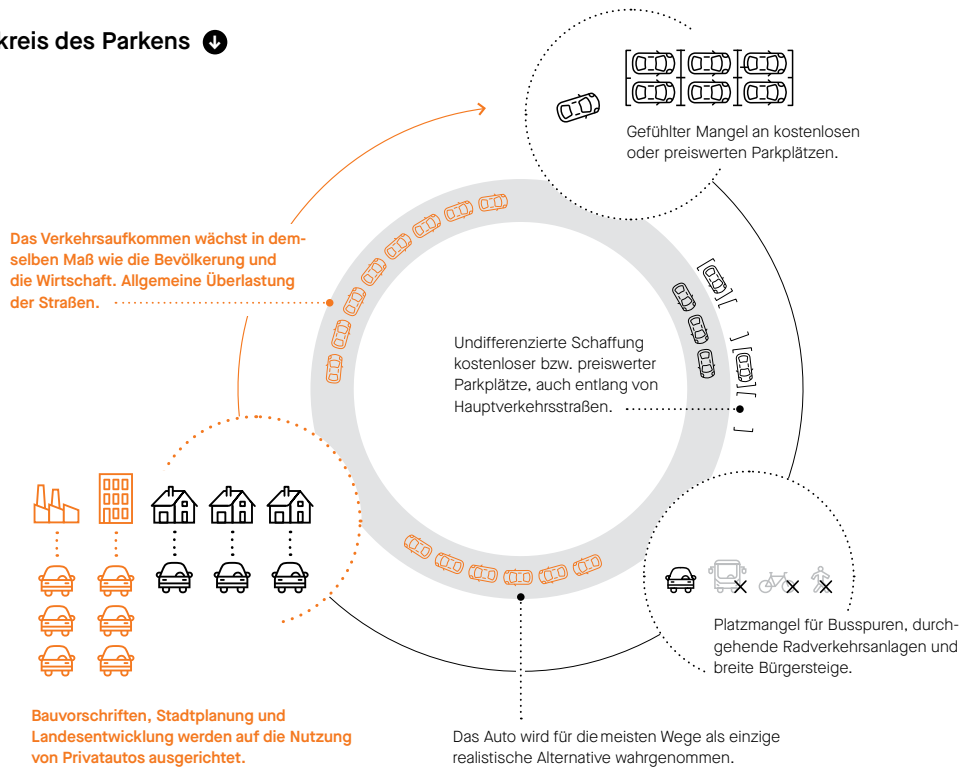 kreis des Parkens
Gefühlter Mangel an kostenlosen
oder preiswerten Parkplätzen.
Das Verkehrsaufkommen wächst in dem-
selben Maß wie die Bevölkerung und
die Wirtschaft. Allgemeine Überlastung
der Straßen.
Undifferenzierte Schaffung
kostenloser bzw. preiswerter
Parkplätze, auch entlang von
Hauptverkehrsstraßen.
Platzmangel für Busspuren, durch-
gehende Radverkehrsanlagen und
breite Bürgersteige.
Bauvorschriften, Stadtplanung und
Landesentwicklung werden auf die Nutzung
von Privatautos ausgerichtet.
Das Auto wird für die meisten Wege als einzige
realistische Alternative wahrgenommen.